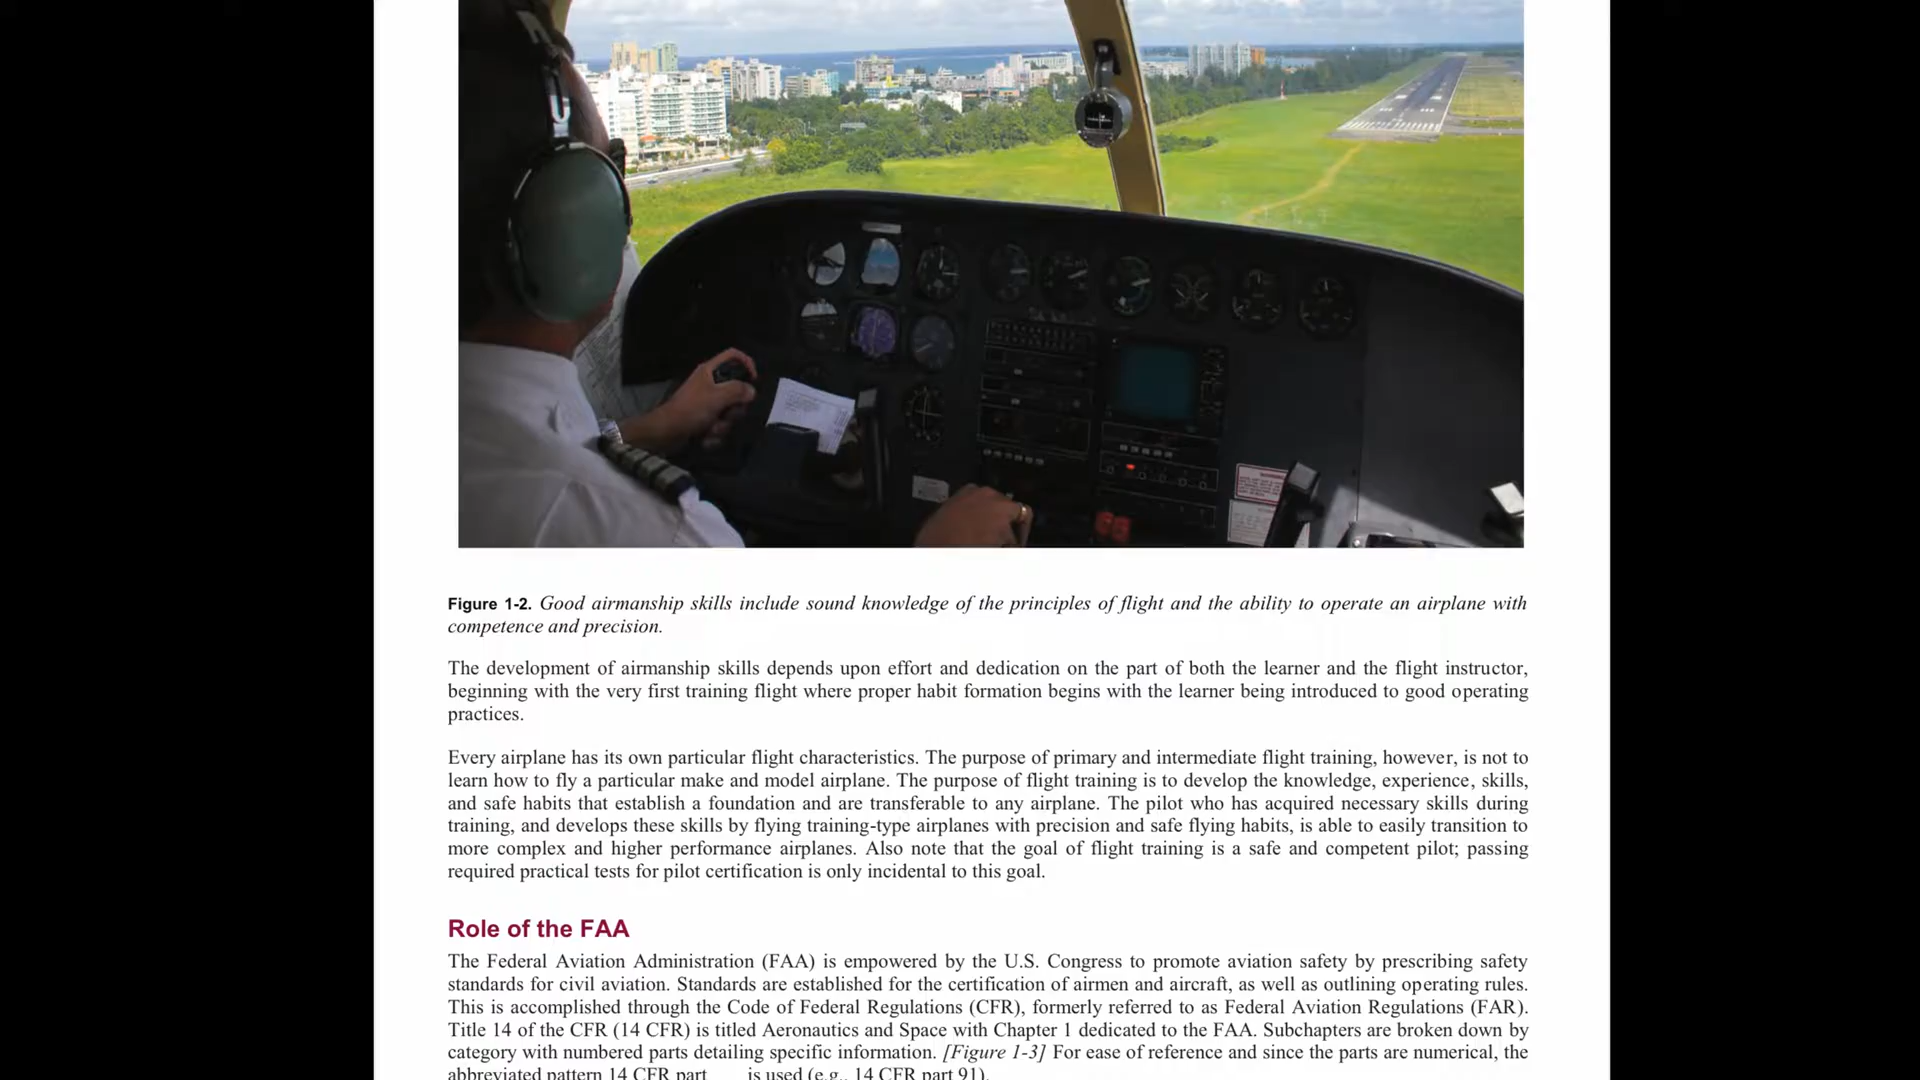 Figure 1-2. Good airmanship skills include sound knowledge of the principles of flight and the ability to operate an airplane with
competence and precision.
The development of airmanship skills depends upon effort and dedication on the part of both the learner and the flight instructor,
beginning with the very first training flight where proper habit formation begins with the learner being introduced to good operating
practices.
Every airplane has its own particular flight characteristics. The purpose of primary and intermediate flight training, however, is not to
learn how to fly a particular make and model airplane. The purpose of flight training is to develop the knowledge, experience, skills,
and safe habits that establish a foundation and are transferable to any airplane. The pilot who has acquired necessary skills during
training, and develops these skills by flying training-type airplanes with precision and safe flying habits, is able to easily transition to
more complex and higher performance airplanes. Also note that the goal of flight training is a safe and competent pilot; passing
required practical tests for pilot certification is only incidental to this goal.
Role of the FAA
The Federal Aviation Administration (FAA) is empowered by the U.S. Congress to promote aviation safety by prescribing safety
standards for civil aviation. Standards are established for the certification of airmen and aircraft, as well as outlining operating rules.
This is accomplished through the Code of Federal Regulations (CFR), formerly referred to as Federal Aviation Regulations (FAR).
Title 14 of the CFR (14 CFR) is titled Aeronautics and Space with Chapter 1 dedicated to the FAA. Subchapters are broken down by
category with numbered parts detailing specific information. [Figure 1-3] For ease of reference and since the parts are numerical, the
abbreviated pattern 14 CFR part ___ is used (e.g., 14 CFR part 91).